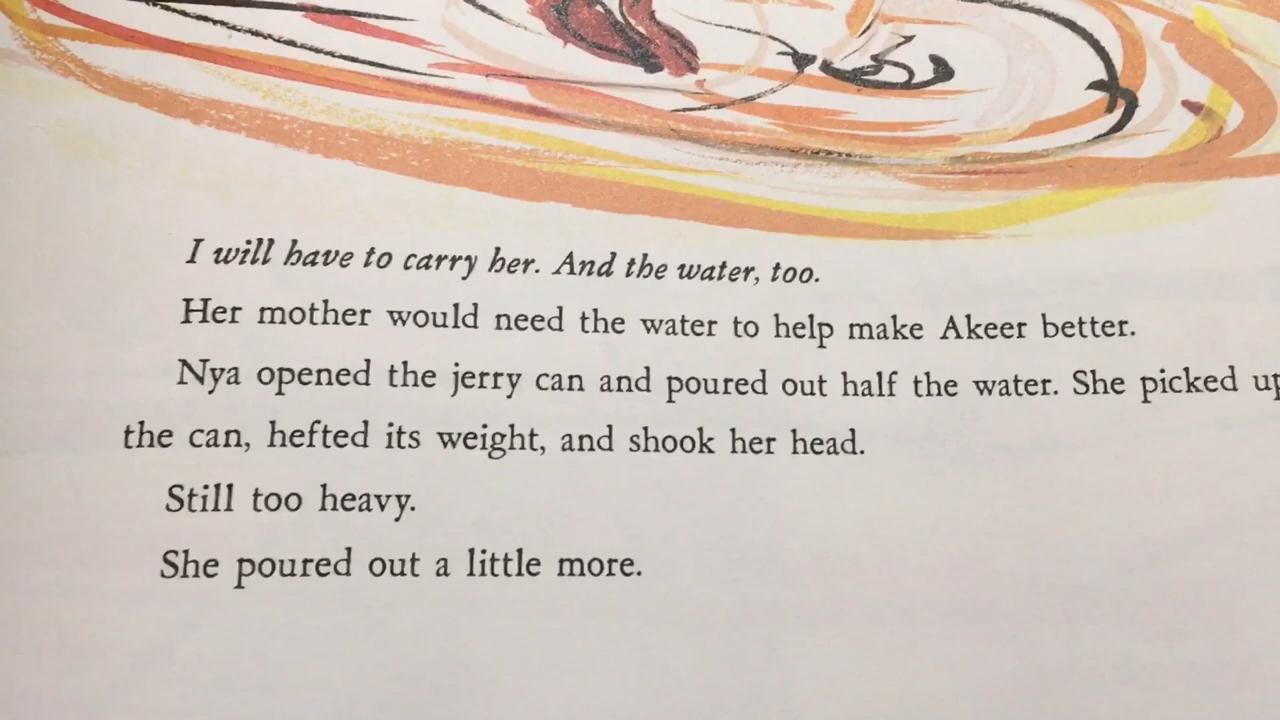 I will have to carry her. And the water, too.
Her mother would need the water to help make Akeer better.
Nya opened the jerry can and poured out half the water. She picked up
the can, hefted its weight, and shook her head.
Still too heavy.
She poured out a little more.